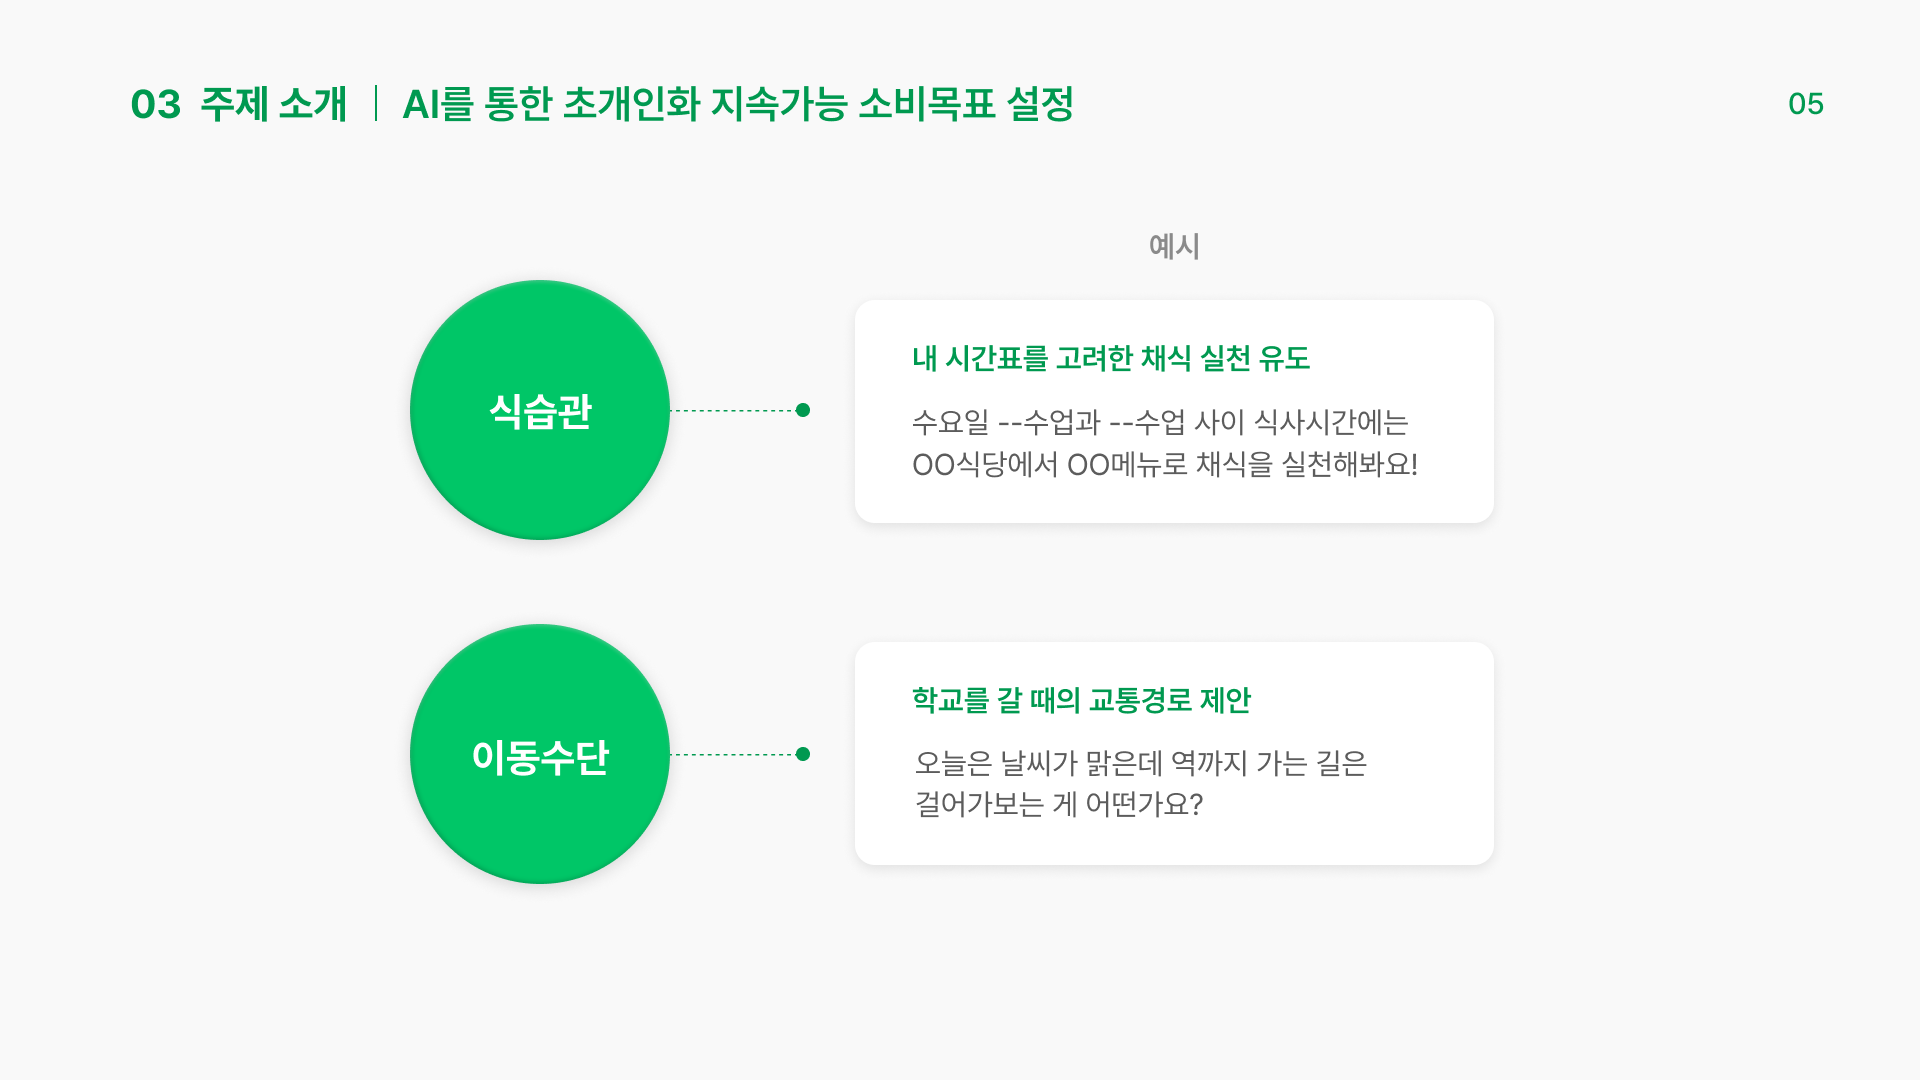 03 주제 소개 | AI를 통한 초개인화 지속가능 소비목표 설정
05
예시
식습관
내 시간표를 고려한 채식 실천 유도
수요일 --수업과 --수업 사이 식사시간에는
OO식당에서 OO메뉴로 채식을 실천해봐요!
이동수단
학교를 갈 때의 교통경로 제안
오늘은 날씨가 맑은데 역까지 가는 길은
걸어가보는 게 어떤가요?